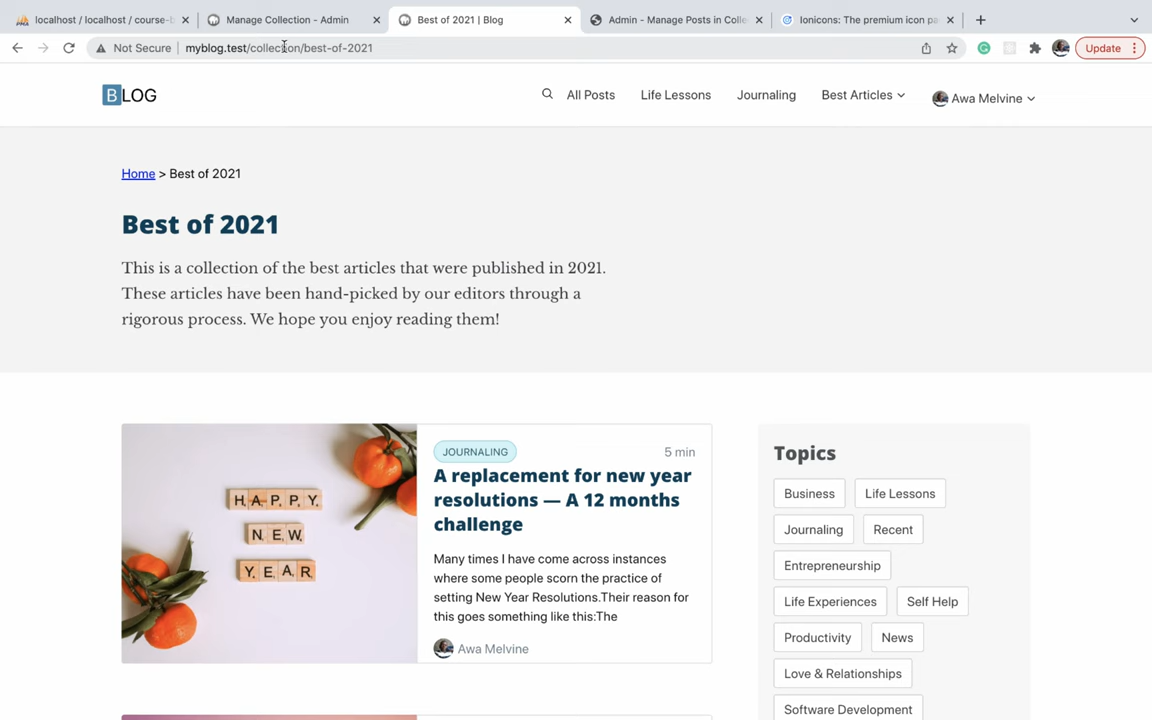 localhost / localhost / course-b
Manage Collection - Admin
Best of 2021 | Blog
Admin - Manage Posts in Colle
Ionicons: The premium icon pa
Not Secure | myblog.test/collection/best-of-2021
Update
BLOG
All Posts
Life Lessons
Journaling
Best Articles
Awa Melvine
Home > Best of 2021
Best of 2021
This is a collection of the best articles that were published in 2021.
These articles have been hand-picked by our editors through a
rigorous process. We hope you enjoy reading them!
HAPPY
NEW
YEAR
JOURNALING
5 min
A replacement for new year
resolutions — A 12 months
challenge
Many times I have come across instances
where some people scorn the practice of
setting New Year Resolutions.Their reason for
this goes something like this:The
Awa Melvine
Topics
Business
Life Lessons
Journaling
Recent
Entrepreneurship
Life Experiences
Self Help
Productivity
News
Love & Relationships
Software Development